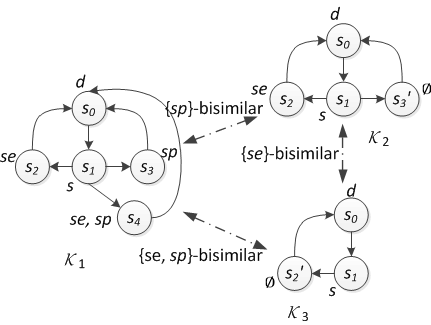 d
s0
se
s2
s1
s3
sp
s
se, sp
s4
K1
{sp}-bisimilar
d
s0
se
s2
s1
s3'
∅
s
K2
{se}-bisimilar
{se, sp}-bisimilar
d
s0
s2'
s1
∅
s
K3